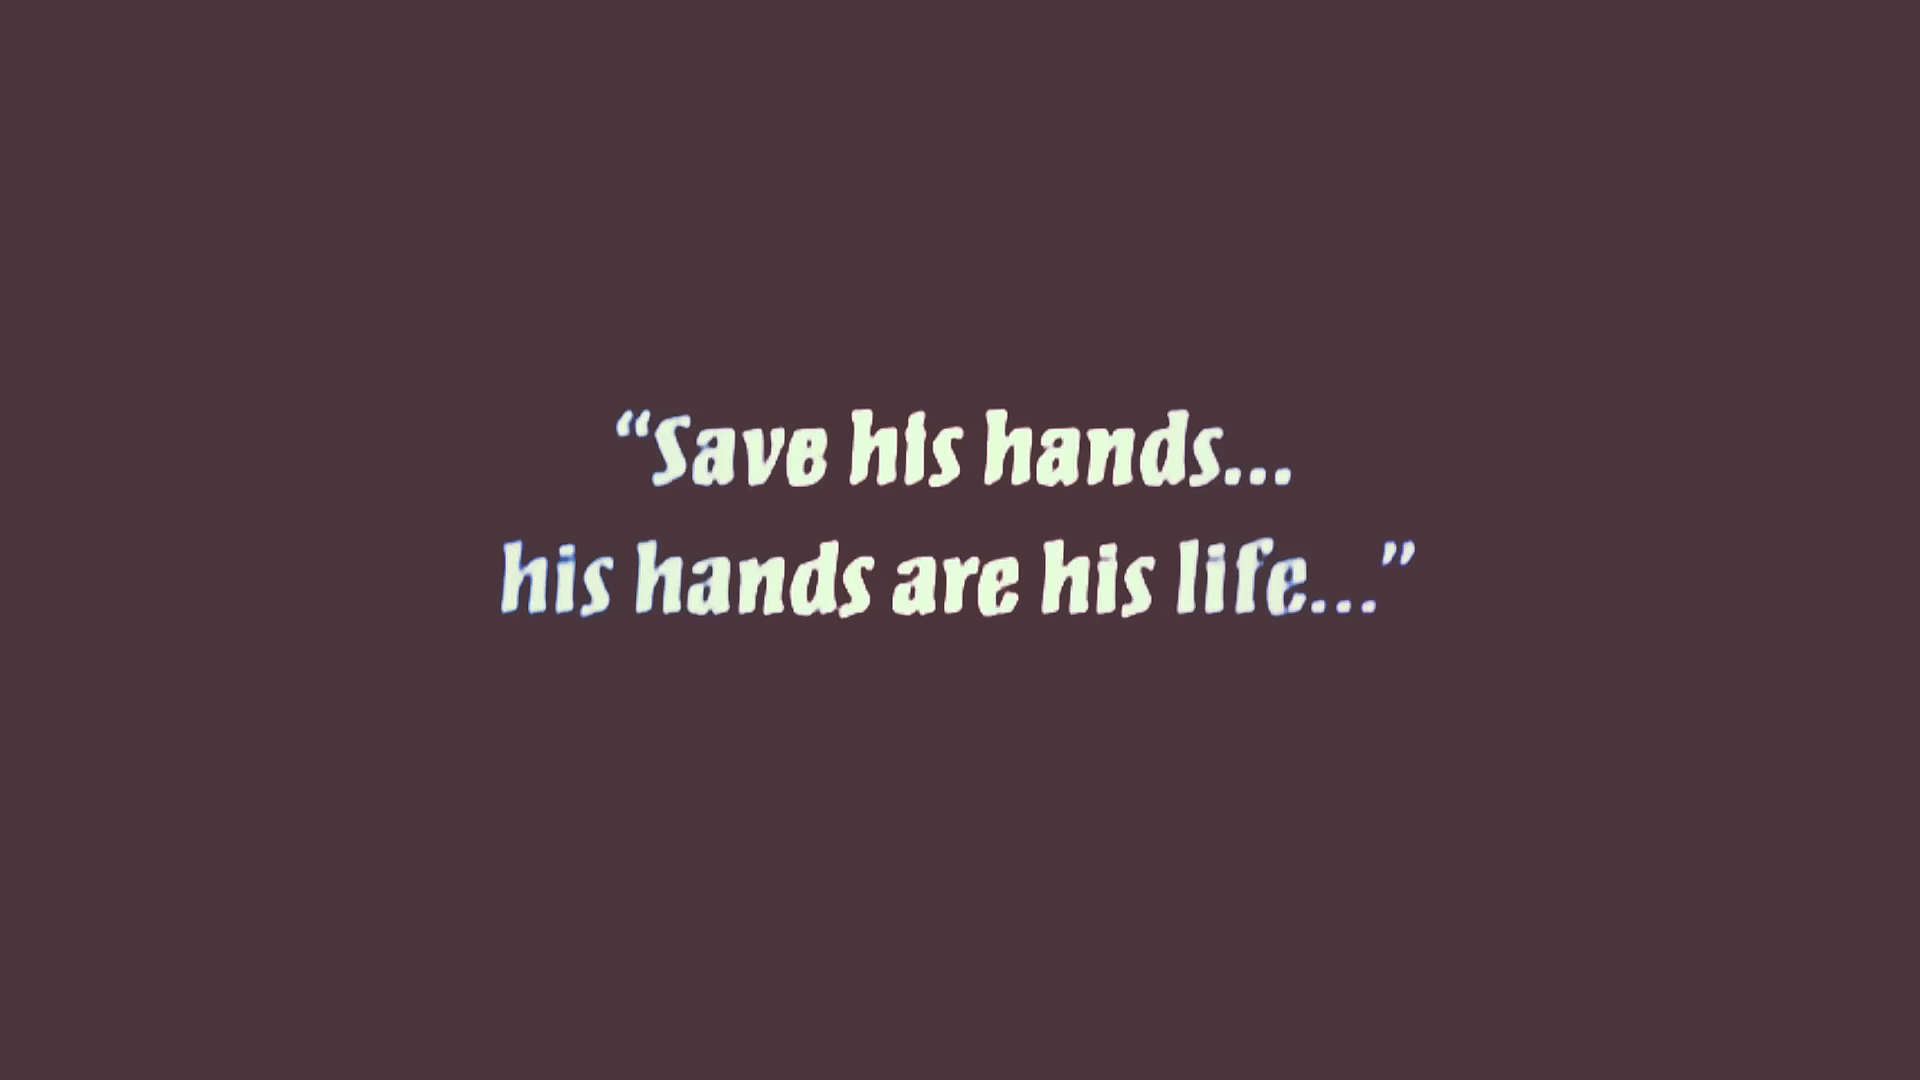 “Save his hands...
his hands are his life...”